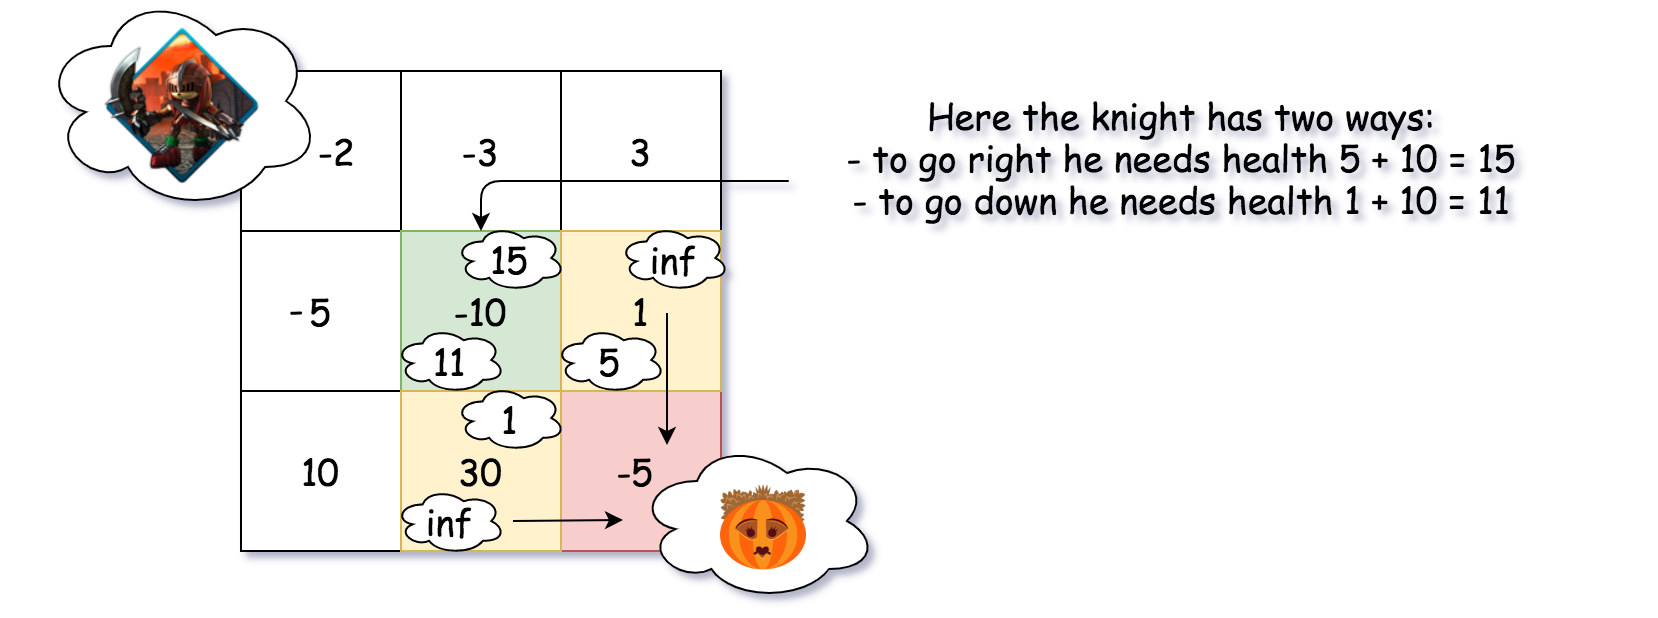 Here the knight has two ways:
- to go right he needs health 5 + 10 = 15
- to go down he needs health 1 + 10 = 11
-2 -3 3
15 inf
-5 -10 1
11 5
1
10 30 -5
inf